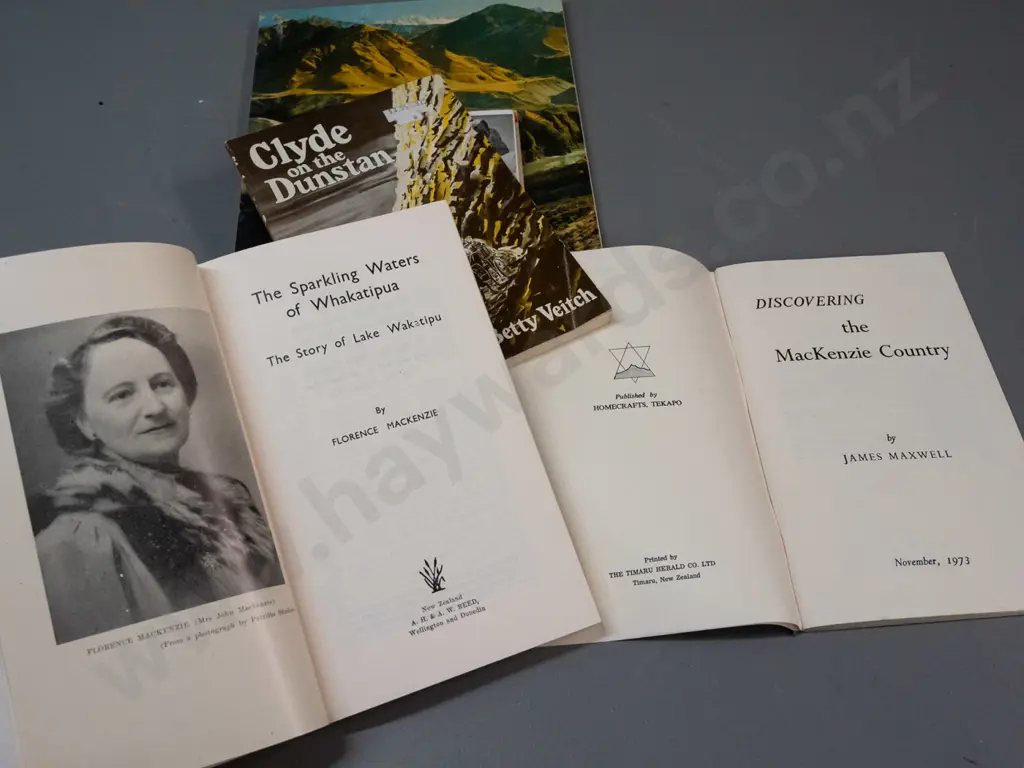 Clyde
on the
Dunstan
Betty Veitch
The Sparkling Waters
of Whakatipua
The Story of Lake Wakatipu
By
FLORENCE MACKENZIE
New Zealand
A. H. & A. W. REED,
Wellington and Dunedin
FLORENCE MACKENZIE (Mrs John Mackenzie)
(From a photograph by
Published by
HOMECRAFTS, TEKAPO
Printed by
THE TIMARU HERALD CO. LTD
Timaru, New Zealand
DISCOVERING
the
MacKenzie Country
by
JAMES MAXWELL
November, 1973
www.haywards.co.nz